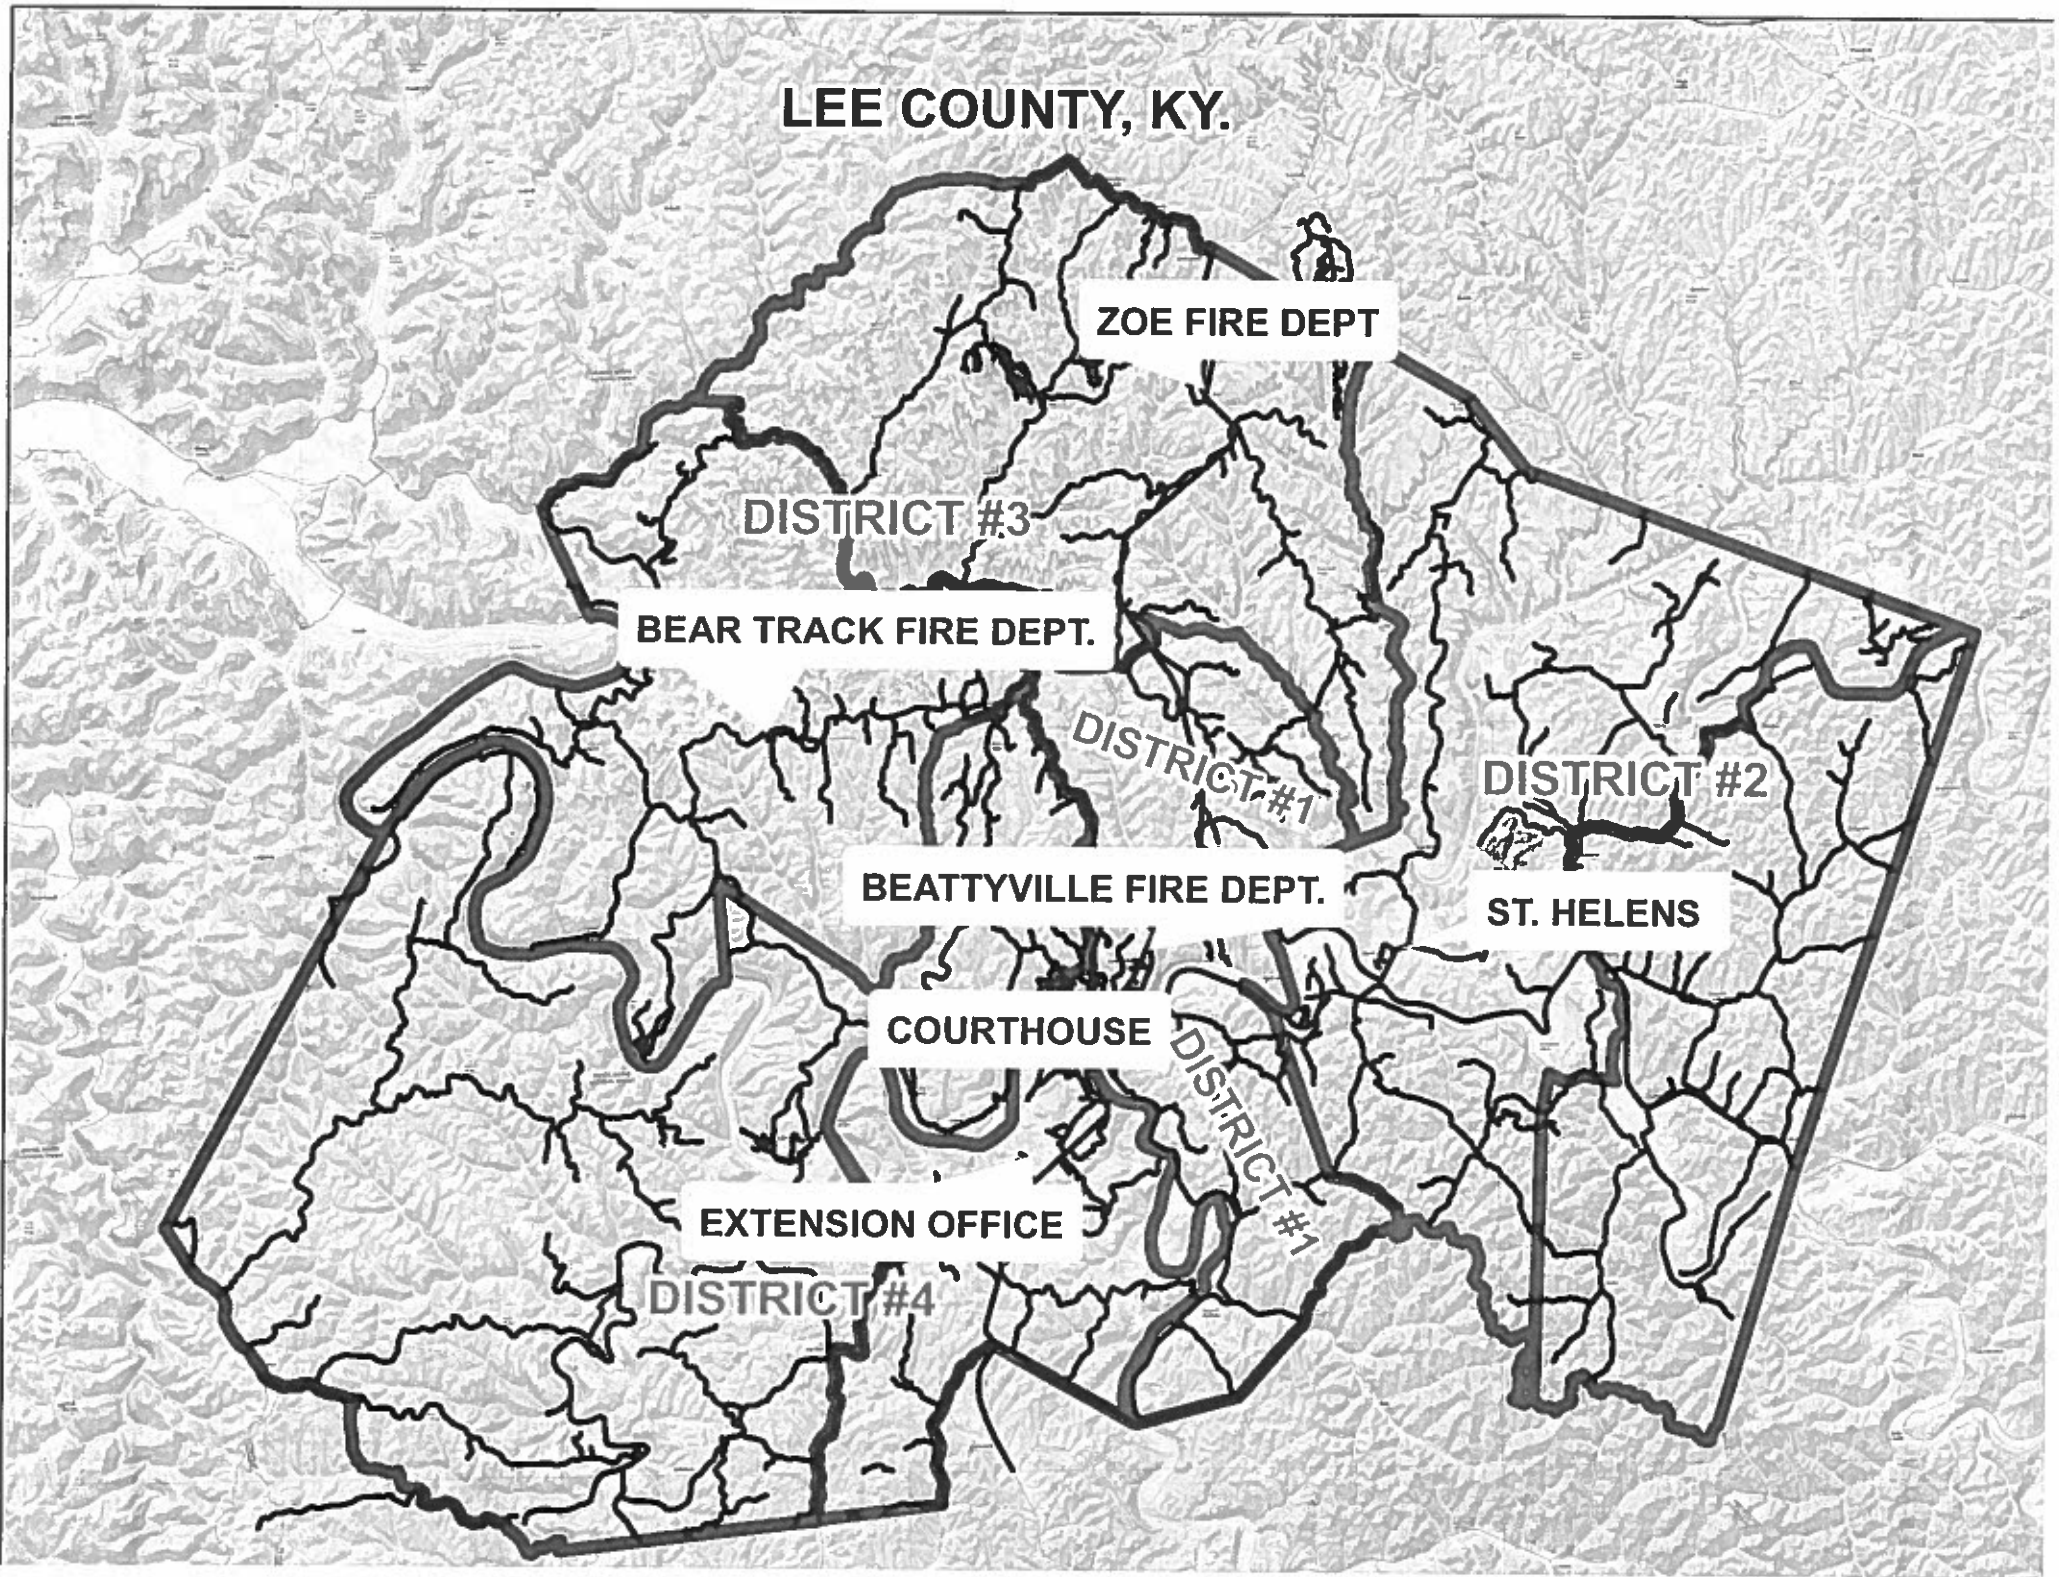 LEE COUNTY, KY.
ZOE FIRE DEPT
DISTRICT #3
BEAR TRACK FIRE DEPT.
DISTRICT #1
DISTRICT #2
BEATTYVILLE FIRE DEPT.
ST. HELENS
COURTHOUSE
DISTRICT #1
EXTENSION OFFICE
DISTRICT #4